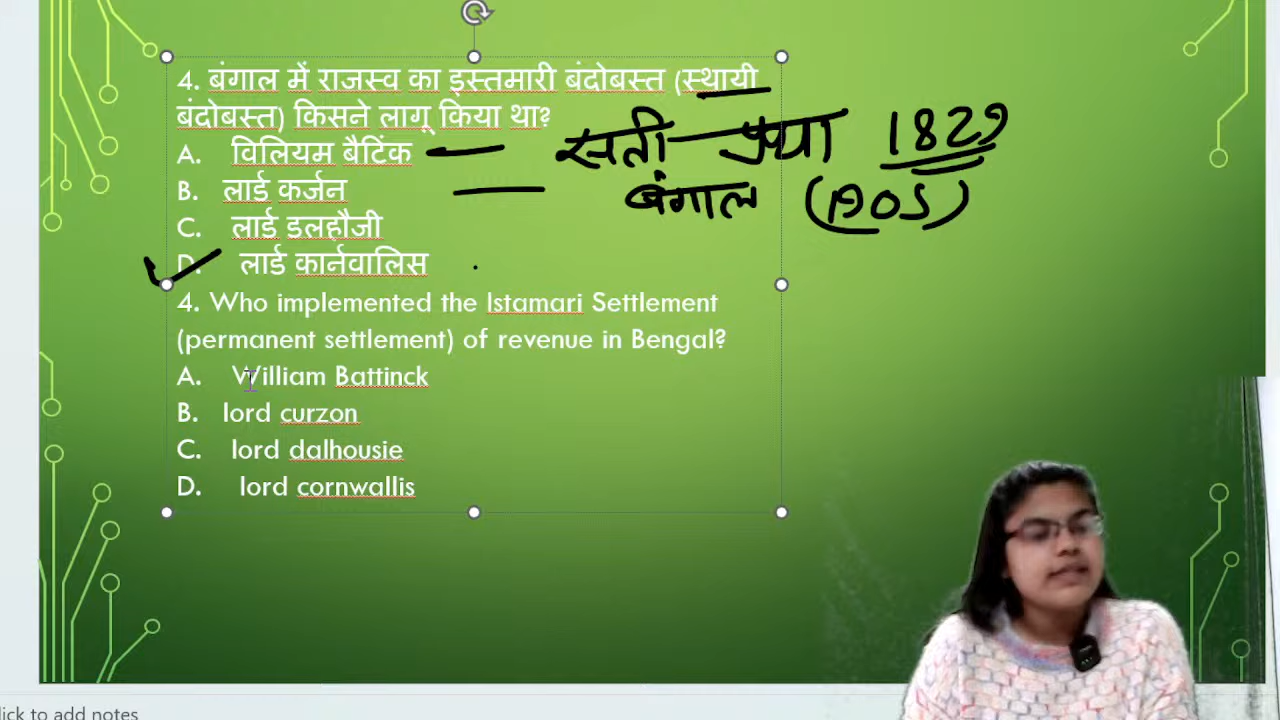 4. बंगाल में राजस्व का इस्तमारी बंदोबस्त (स्थायी
बंदोबस्त) किसने लागू किया था?
सती प्रथा 1829
A. विलियम बैटिंक
B. लार्ड कर्जन
बंगाल (1905)
C. लार्ड डलहौजी
D. लार्ड कार्नवालिस
4. Who implemented the Istamari Settlement
(permanent settlement) of revenue in Bengal?
A. William Battinck
B. lord curzon
C. lord dalhousie
D. lord cornwallis
lick to add notes